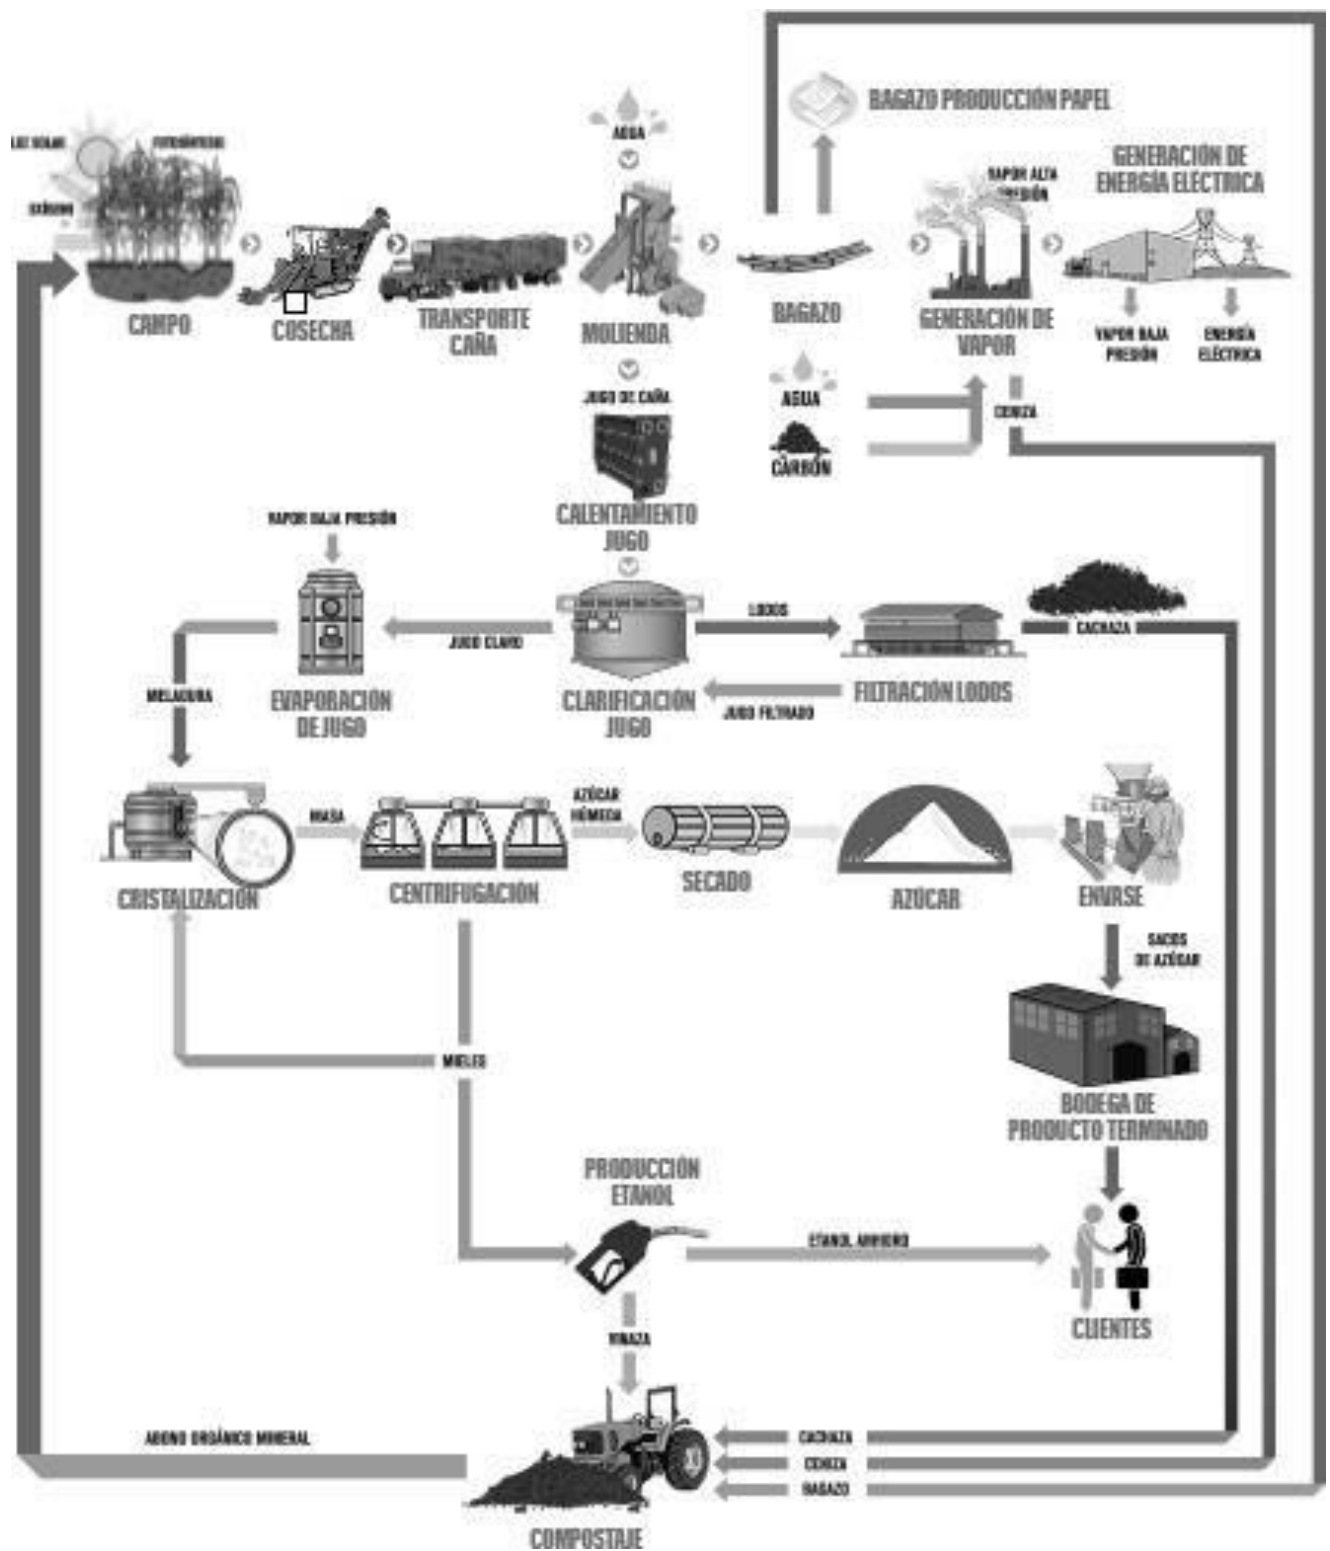 BAGAZO PRODUCCIÓN PAPEL
LUZ SOLAR
FOTOSÍNTESIS
AGUA
VAPOR ALTA
PRESIÓN
GENERACIÓN DE
ENERGÍA ELÉCTRICA
OXÍGENO
CAMPO
COSECHA
TRANSPORTE
CAÑA
MOLIENDA
BAGAZO
GENERACIÓN DE
VAPOR
VAPOR BAJA
PRESIÓN
ENERGÍA
ELÉCTRICA
JUGO DE CAÑA
AGUA
CENIZA
CARBÓN
CALENTAMIENTO
JUGO
VAPOR BAJA PRESIÓN
LODOS
CACHAZA
JUGO CLARO
MELADURA
EVAPORACIÓN
DE JUGO
CLARIFICACIÓN
JUGO
JUGO FILTRADO
FILTRACIÓN LODOS
MASA
AZÚCAR
HÚMEDA
CRISTALIZACIÓN
CENTRIFUGACIÓN
SECADO
AZÚCAR
ENVASE
SACOS
DE AZÚCAR
MIELES
BODEGA DE
PRODUCTO TERMINADO
PRODUCCIÓN
ETANOL
ETANOL ANHIDRO
CLIENTES
VINAZA
ABONO ORGÁNICO MINERAL
CACHAZA
CENIZA
BAGAZO
COMPOSTAJE